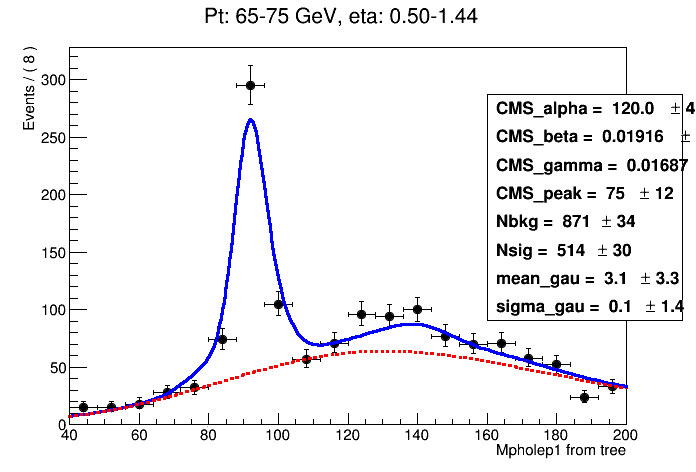 Pt: 65-75 GeV, eta: 0.50-1.44
Events / ( 8 )
300
250
200
150
100
50
0
40 60 80 100 120 140 160 180 200
Mpholep1 from tree
CMS_alpha = 120.0 ± 4
CMS_beta = 0.01916 ±
CMS_gamma = 0.01687
CMS_peak = 75 ± 12
Nbkg = 871 ± 34
Nsig = 514 ± 30
mean_gau = 3.1 ± 3.3
sigma_gau = 0.1 ± 1.4